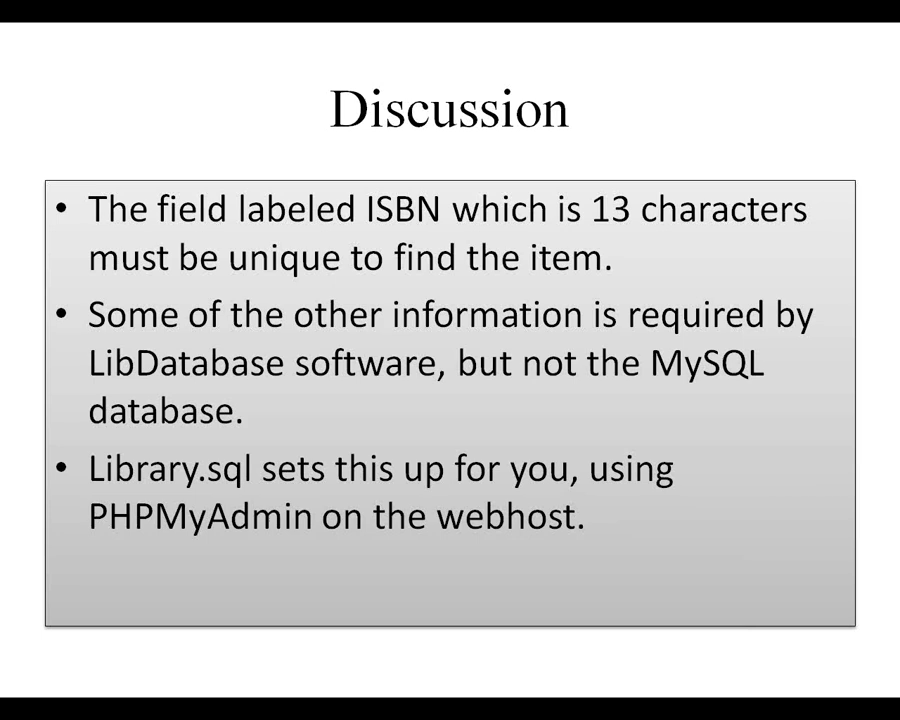 Discussion
• The field labeled ISBN which is 13 characters
must be unique to find the item.
• Some of the other information is required by
LibDatabase software, but not the MySQL
database.
• Library.sql sets this up for you, using
PHPMyAdmin on the webhost.